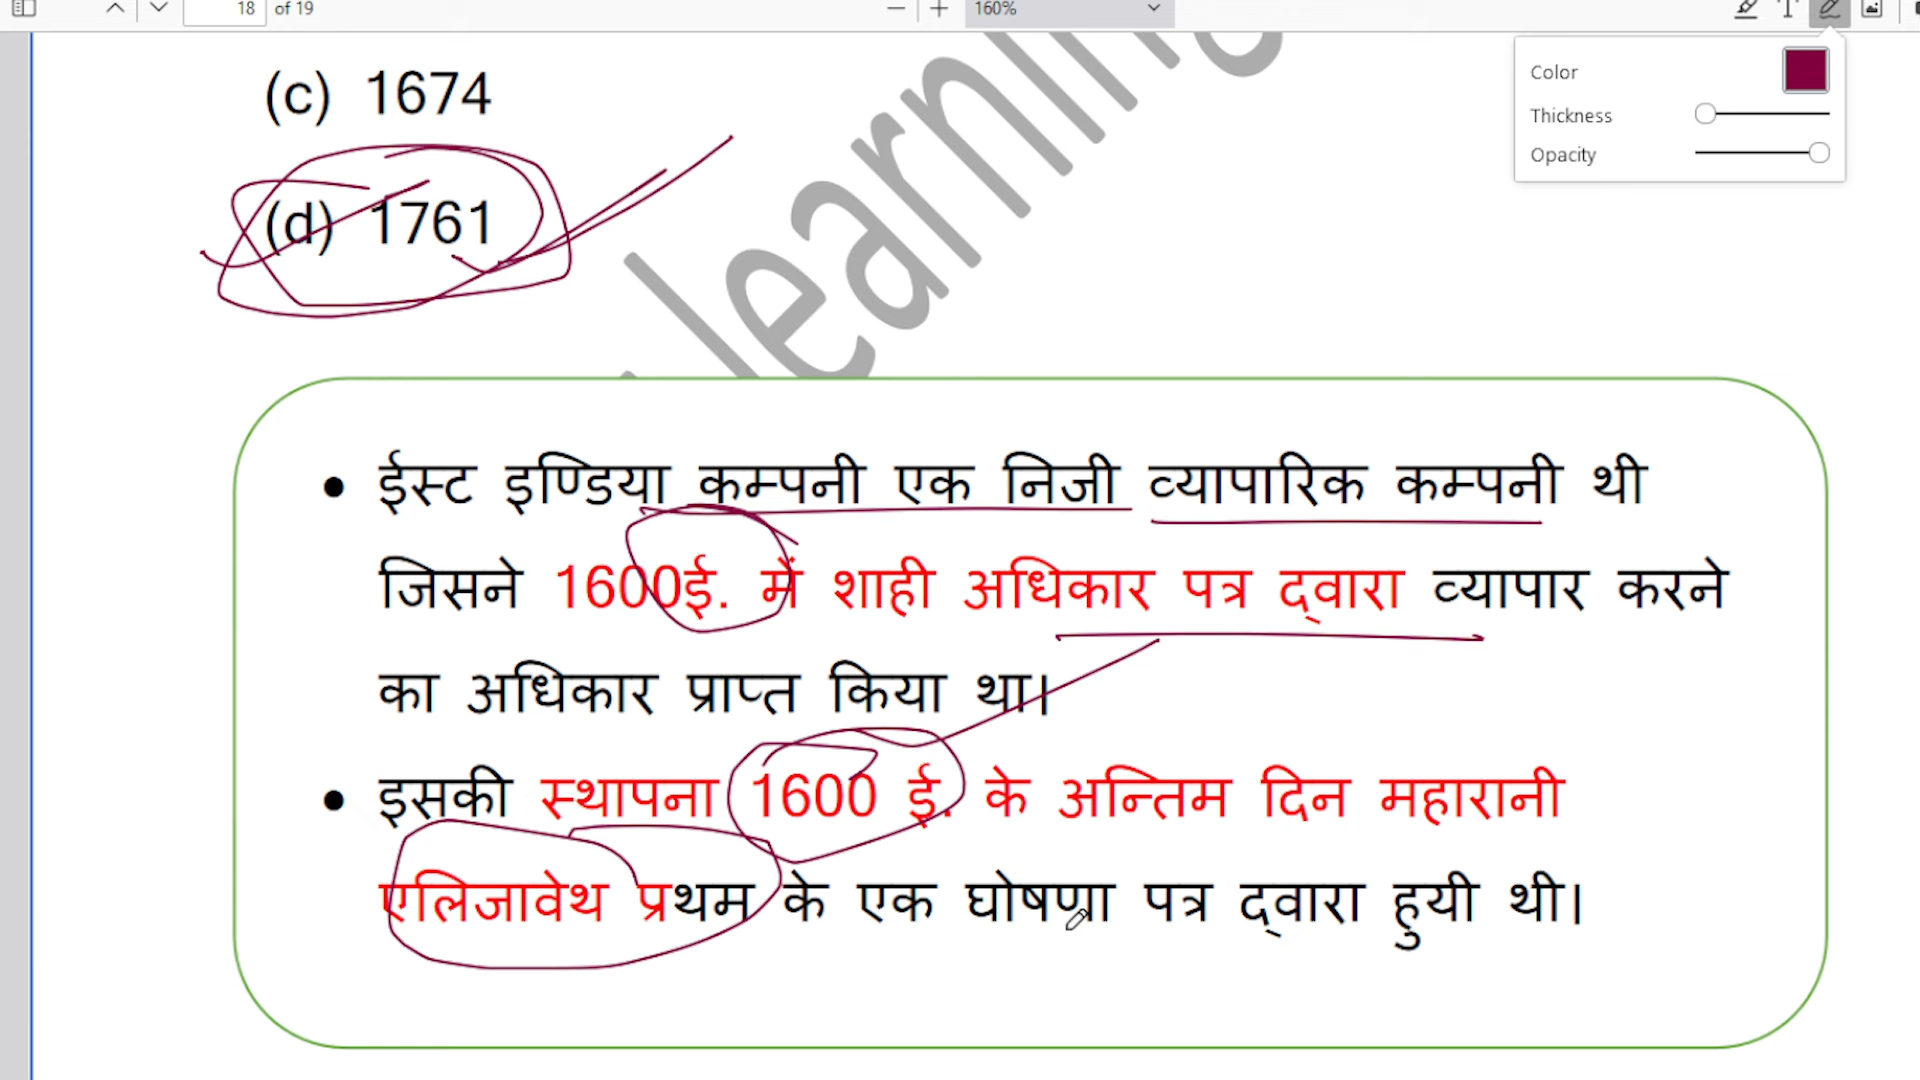 18 of 19
160%
Color
Thickness
Opacity
(c) 1674
(d) 1761
learning
ईस्ट इण्डिया कम्पनी एक निजी व्यापारिक कम्पनी थी
जिसने 1600ई. में शाही अधिकार पत्र द्वारा व्यापार करने
का अधिकार प्राप्त किया था।
इसकी स्थापना 1600 ई. के अन्तिम दिन महारानी
एलिजावेथ प्रथम के एक घोषणा पत्र द्वारा हुयी थी।